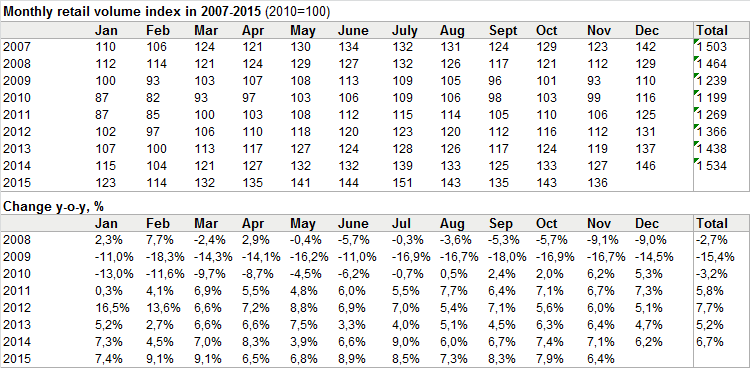 Monthly retail volume index in 2007-2015 (2010=100)
Jan Feb Mar Apr May June July Aug Sept Oct Nov Dec Total
2007 110 106 124 121 130 134 132 131 124 129 123 142 1 503
2008 112 114 121 124 129 127 132 126 117 121 112 129 1 464
2009 100 93 103 107 108 113 109 105 96 101 93 110 1 239
2010 87 82 93 97 103 106 109 106 98 103 99 116 1 199
2011 87 85 100 103 108 112 115 114 105 110 106 125 1 269
2012 102 97 106 110 118 120 123 120 112 116 112 131 1 366
2013 107 100 113 117 127 124 128 126 117 124 119 137 1 438
2014 115 104 121 127 132 132 139 133 125 133 127 146 1 534
2015 123 114 132 135 141 144 151 143 135 143 136
Change y-o-y, %
Jan Feb Mar Apr May June Jul Aug Sep Oct Nov Dec Total
2008 2,3% 7,7% -2,4% 2,9% -0,4% -5,7% -0,3% -3,6% -5,3% -5,7% -9,1% -9,0% -2,7%
2009 -11,0% -18,3% -14,3% -14,1% -16,2% -11,0% -16,9% -16,7% -18,0% -16,9% -16,7% -14,5% -15,4%
2010 -13,0% -11,6% -9,7% -8,7% -4,5% -6,2% -0,7% 0,5% 2,4% 2,0% 6,2% 5,3% -3,2%
2011 0,3% 4,1% 6,9% 5,5% 4,8% 6,0% 5,5% 7,7% 6,4% 7,1% 6,7% 7,3% 5,8%
2012 16,5% 13,6% 6,6% 7,2% 8,8% 6,9% 7,0% 5,4% 7,1% 5,6% 6,0% 5,1% 7,7%
2013 5,2% 2,7% 6,6% 6,6% 7,5% 3,3% 4,0% 5,1% 4,5% 6,3% 6,4% 4,7% 5,2%
2014 7,3% 4,5% 7,0% 8,3% 3,9% 6,6% 9,0% 6,0% 6,7% 7,4% 7,1% 6,2% 6,7%
2015 7,4% 9,1% 9,1% 6,5% 6,8% 8,9% 8,5% 7,3% 8,3% 7,9% 6,4%